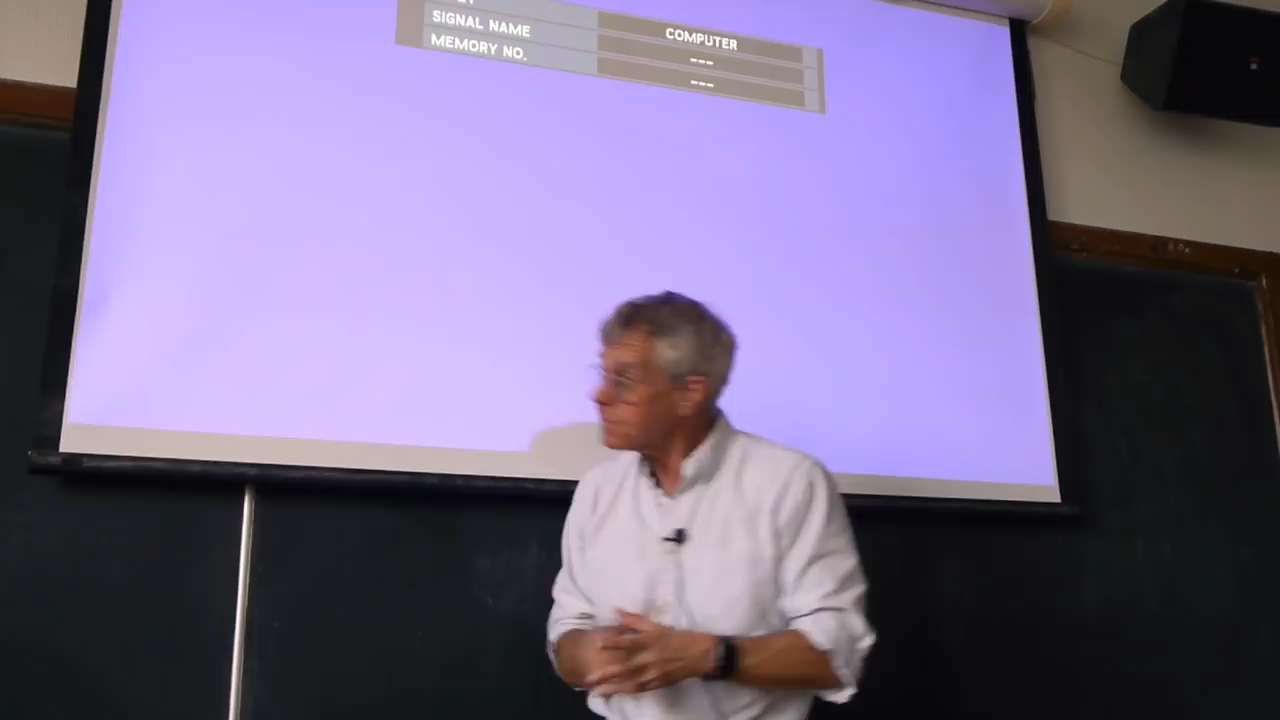 SIGNAL NAME COMPUTER
MEMORY NO. ---
---